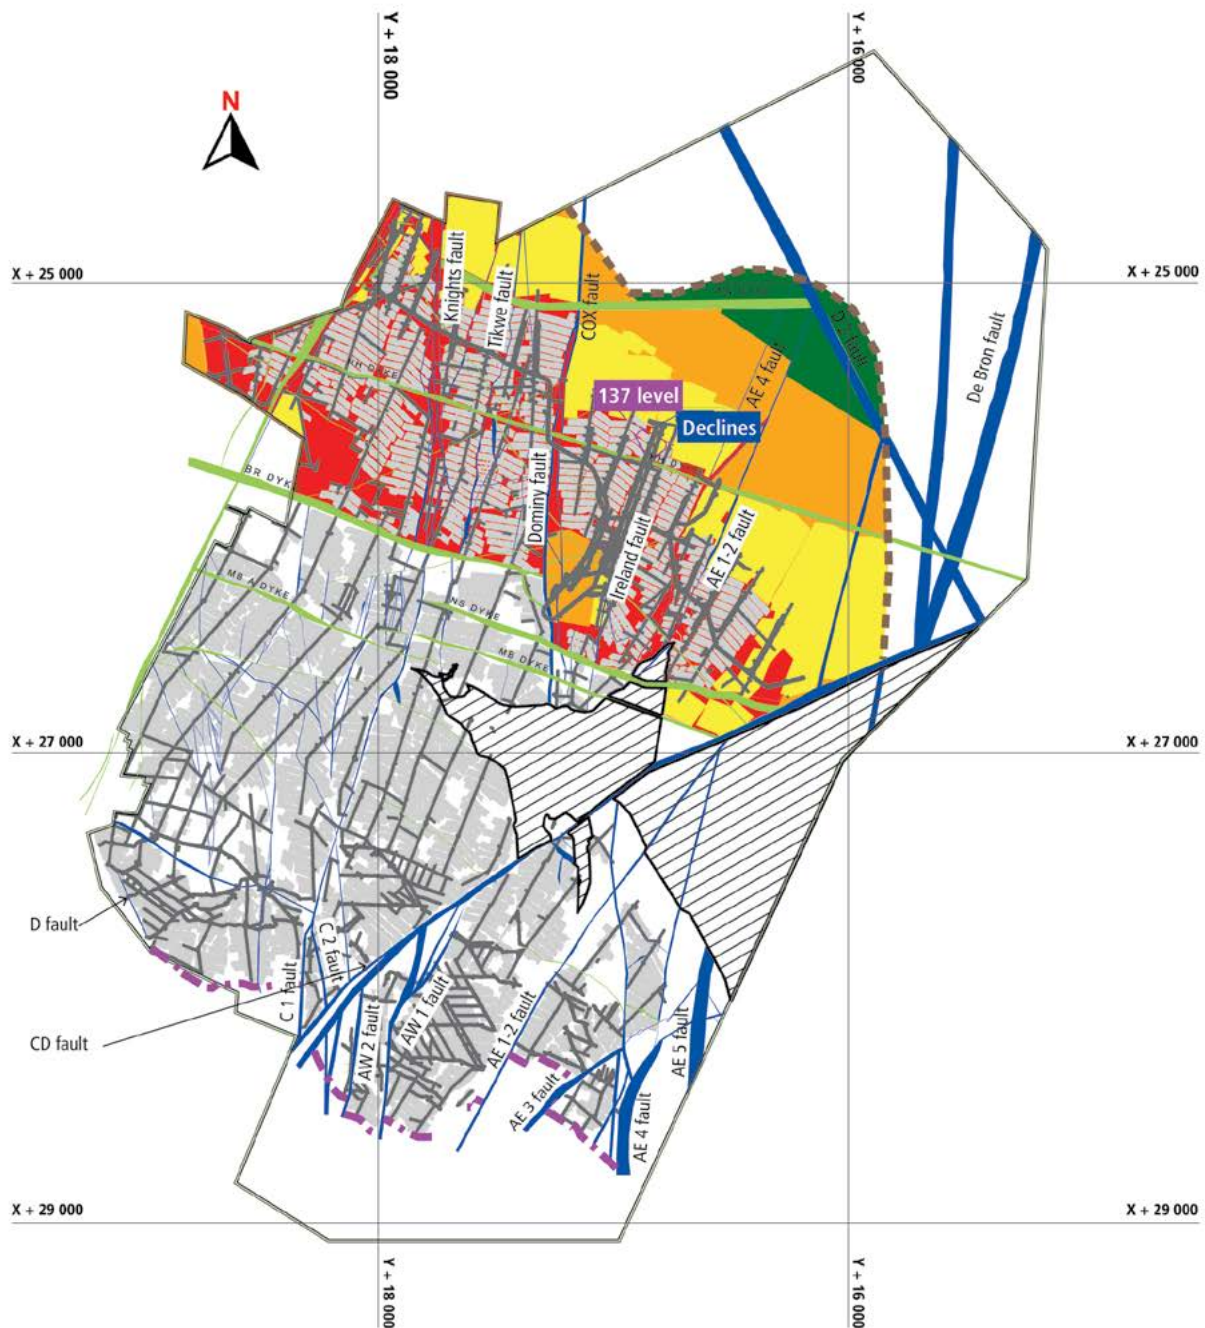 Y + 18 000
Y + 16 000
N
X + 25 000
X + 25 000
Knights fault
Tikwe fault
COX fault
De Bron fault
AE 4 fault
137 level
Declines
BR DYKE
Dominy fault
Ireland fault
AE 1-2 fault
MB A DYKE
NS DYKE
MB DYKE
X + 27 000
X + 27 000
D fault
C 2 fault
C 1 fault
CD fault
AW 2 fault
AW 1 fault
AE 1-2 fault
AE 5 fault
AE 3 fault
AE 4 fault
X + 29 000
X + 29 000
Y + 18 000
Y + 16 000